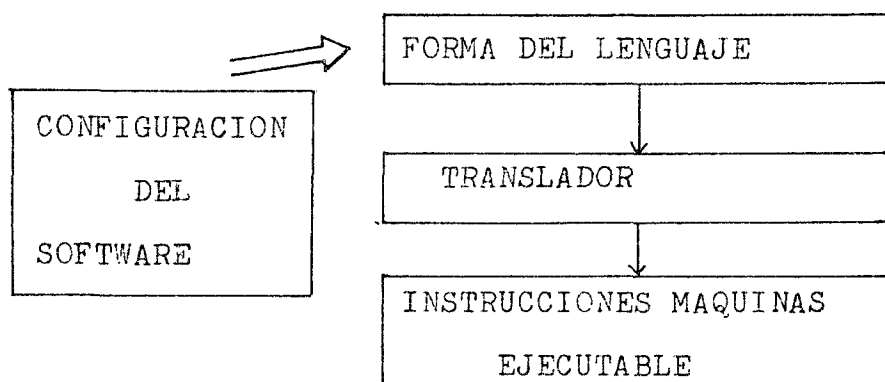 CONFIGURACION
DEL
SOFTWARE
FORMA DEL LENGUAJE
TRANSLADOR
INSTRUCCIONES MAQUINAS
EJECUTABLE